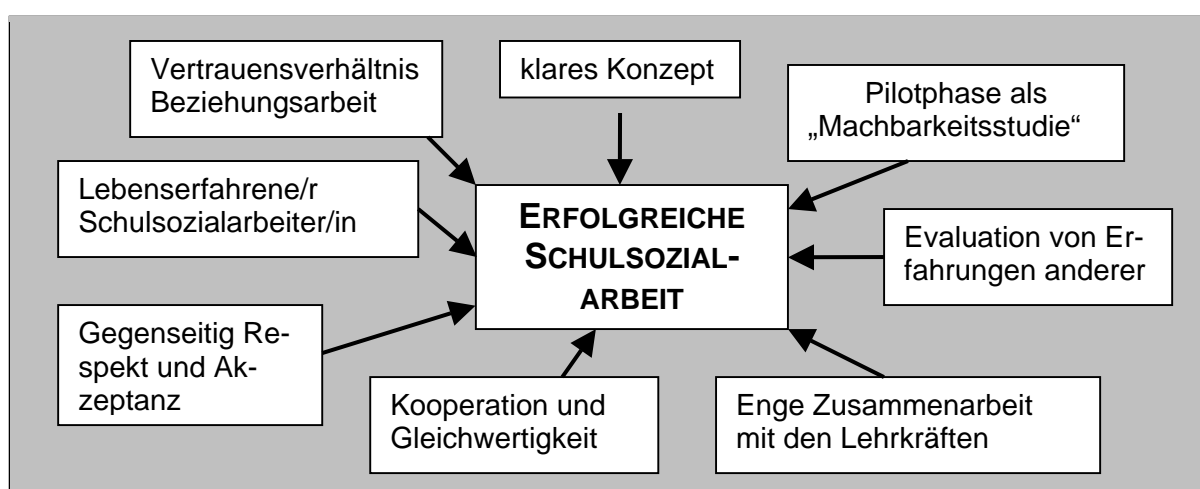 Vertrauensverhältnis
Beziehungsarbeit
klares Konzept
Pilotphase als
„Machbarkeitsstudie“
Lebenserfahrene/r
Schulsozialarbeiter/in
ERFOLGREICHE
SCHULSOZIAL-
ARBEIT
Evaluation von Er-
fahrungen anderer
Gegenseitig Re-
spekt und Ak-
zeptanz
Kooperation und
Gleichwertigkeit
Enge Zusammenarbeit
mit den Lehrkräften